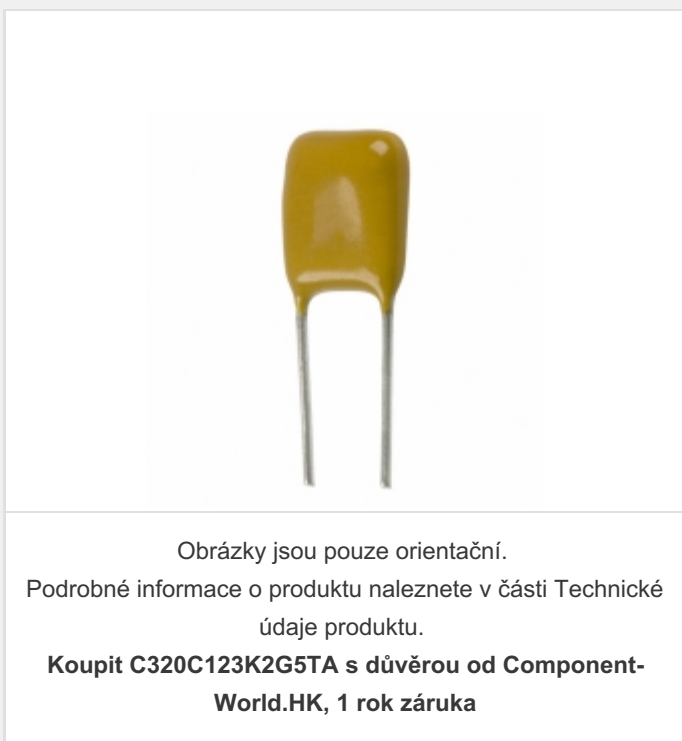 Obrázky jsou pouze orientační.
Podrobné informace o produktu naleznete v části Technické
údaje produktu.
Koupit C320C123K2G5TA s důvěrou od Component-
World.HK, 1 rok záruka